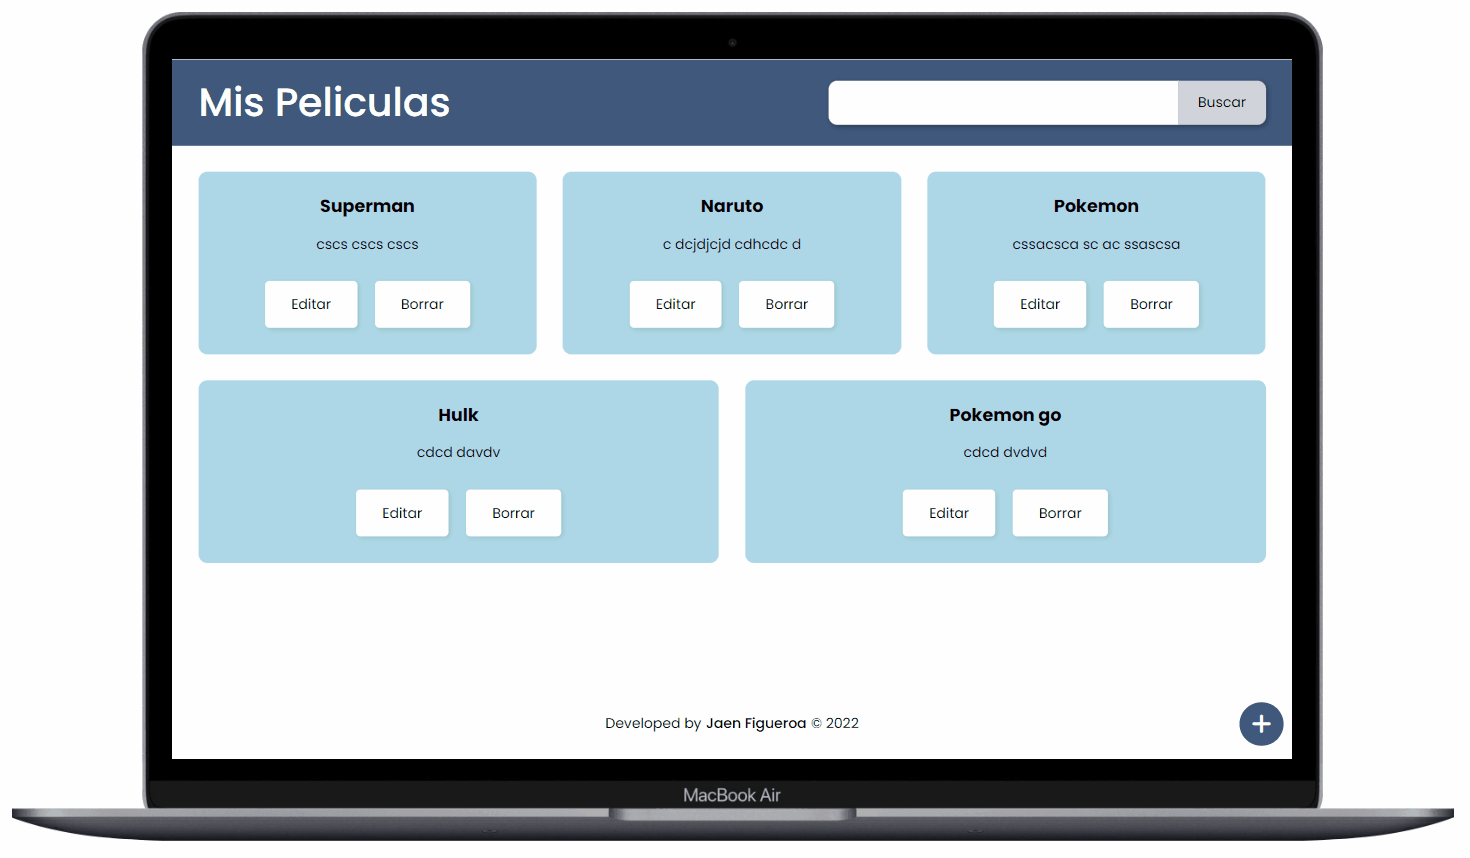 Mis Peliculas
Buscar
Superman
cscs cscs cscs
Editar
Borrar
Naruto
c dcjdjcjd cdhcdc d
Editar
Borrar
Pokemon
cssacsca sc ac ssascsa
Editar
Borrar
Hulk
cdcd davdv
Editar
Borrar
Pokemon go
cdcd dvdvd
Editar
Borrar
Developed by Jaen Figueroa © 2022
MacBook Air